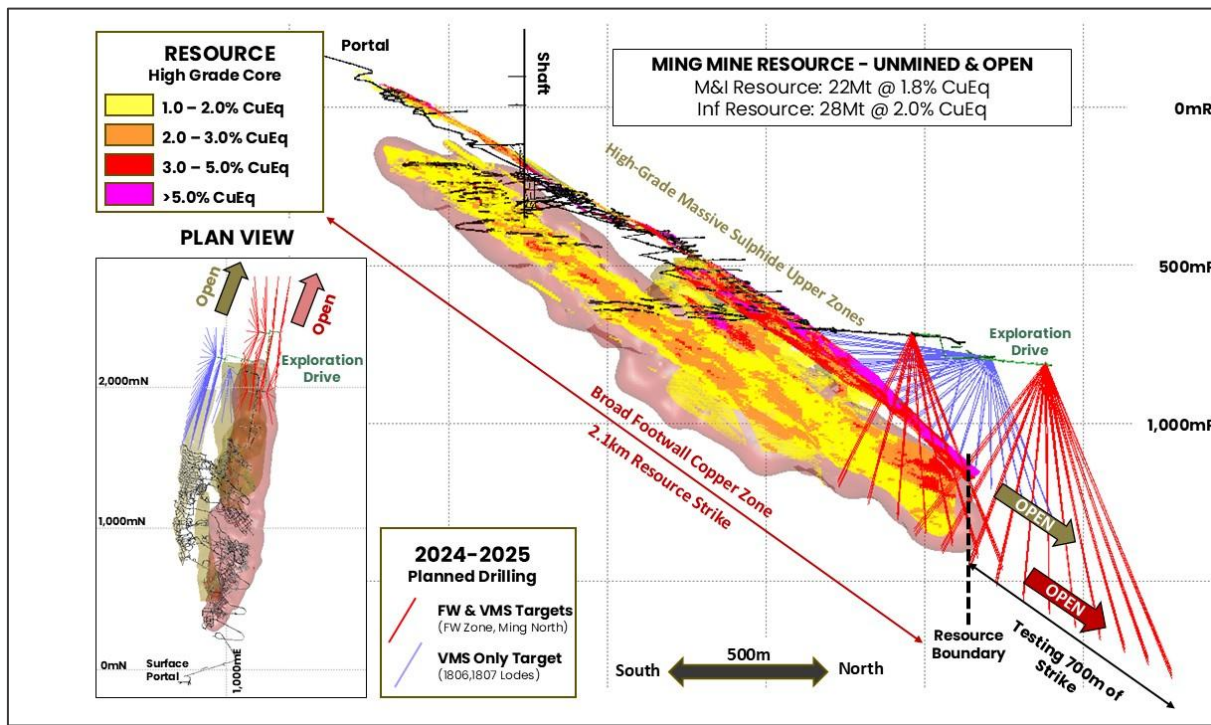 RESOURCE
High Grade Core
1.0 – 2.0% CuEq
2.0 – 3.0% CuEq
3.0 – 5.0% CuEq
>5.0% CuEq
Portal
Shaft
MING MINE RESOURCE - UNMINED & OPEN
M&I Resource: 22Mt @ 1.8% CuEq
Inf Resource: 28Mt @ 2.0% CuEq
0mR
500mR
1,000mR
High-Grade Massive Sulphide Upper Zones
Exploration
Drive
Broad Footwall Copper Zone
2.1km Resource Strike
OPEN
OPEN
Resource
Boundary
Testing 700m of
Strike
South
500m
North
PLAN VIEW
Open
Open
Exploration
Drive
2,000mN
1,000mN
0mN
1,000mE
Surface
Portal
2024-2025
Planned Drilling
FW & VMS Targets
(FW Zone, Ming North)
VMS Only Target
(1806,1807 Lodes)